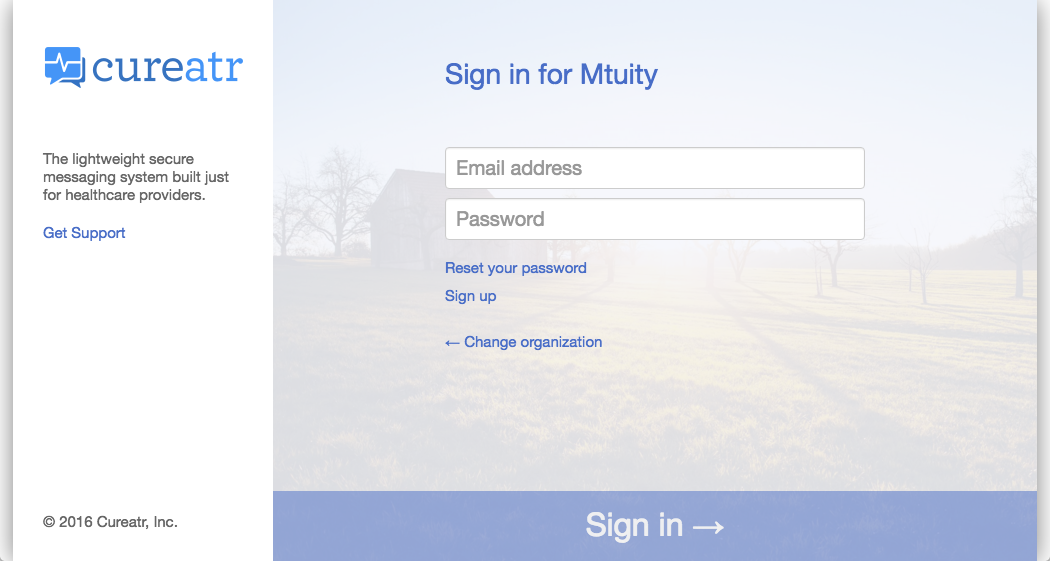 cureatr
The lightweight secure
messaging system built just
for healthcare providers.
Get Support
© 2016 Cureatr, Inc.
Sign in for Mtuity
Email address
Password
Reset your password
Sign up
← Change organization
Sign in →